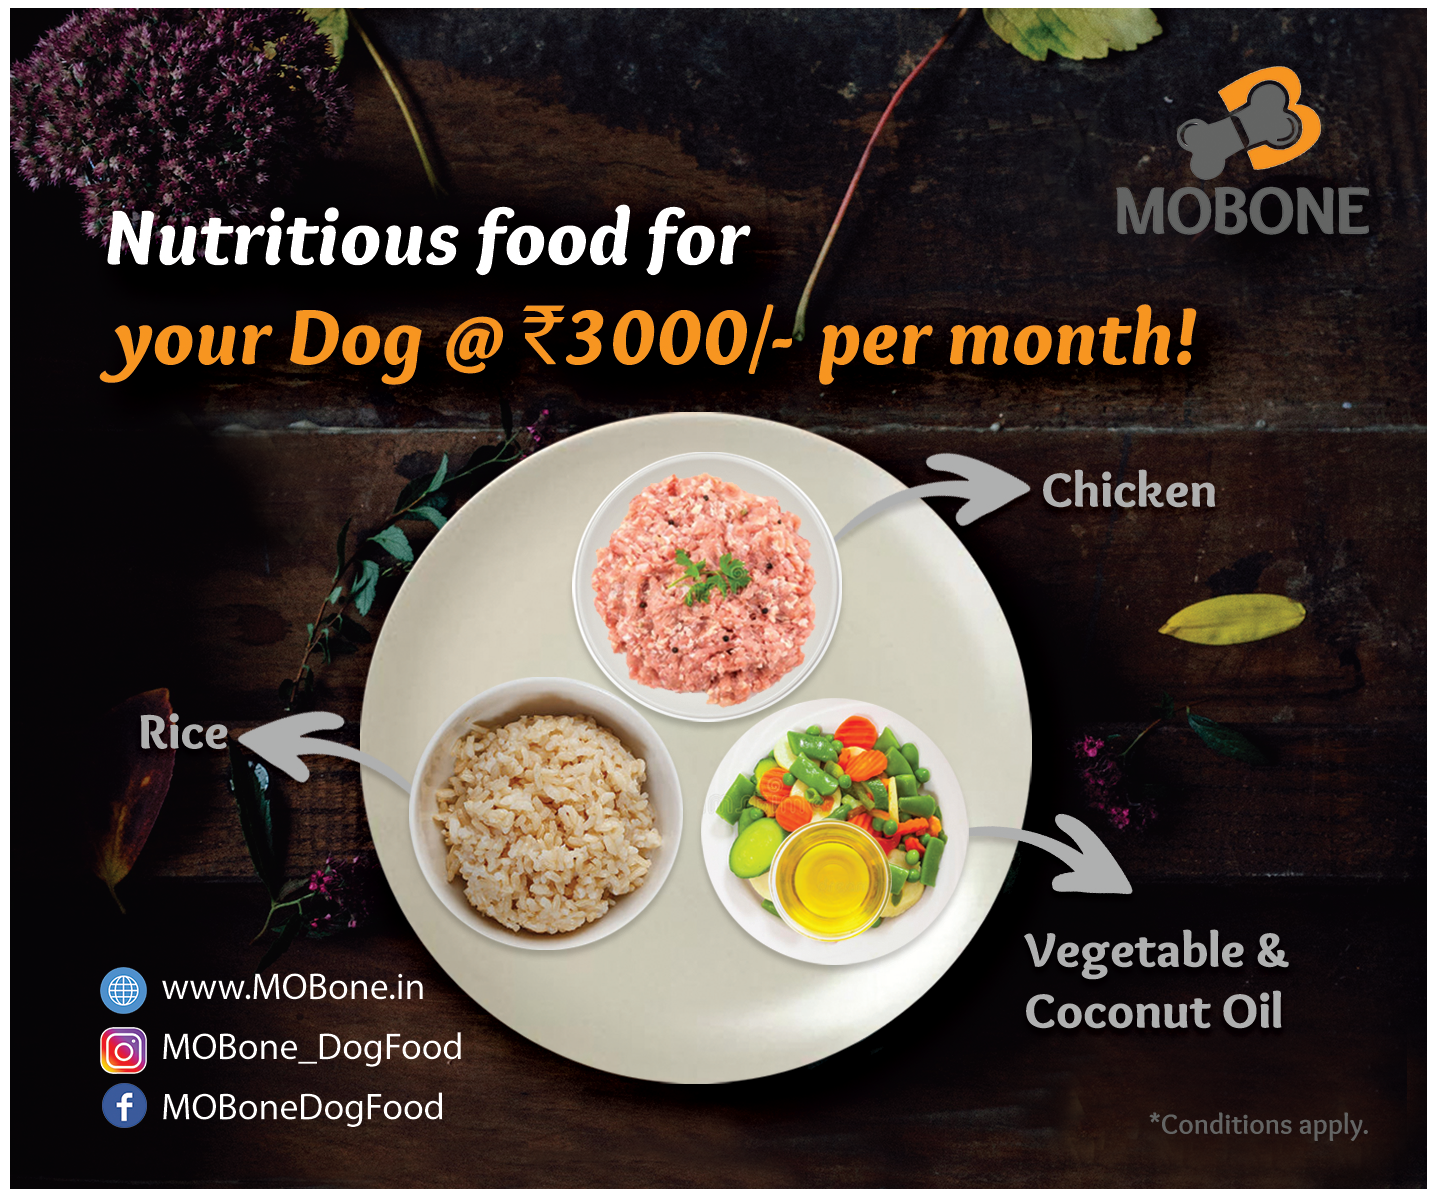 MOBONE
Nutritious food for
your Dog @ ₹3000/- per month!
Chicken
Rice
Vegetable &
Coconut Oil
www.MOBone.in
MOBone_DogFood
MOBoneDogFood
*Conditions apply.